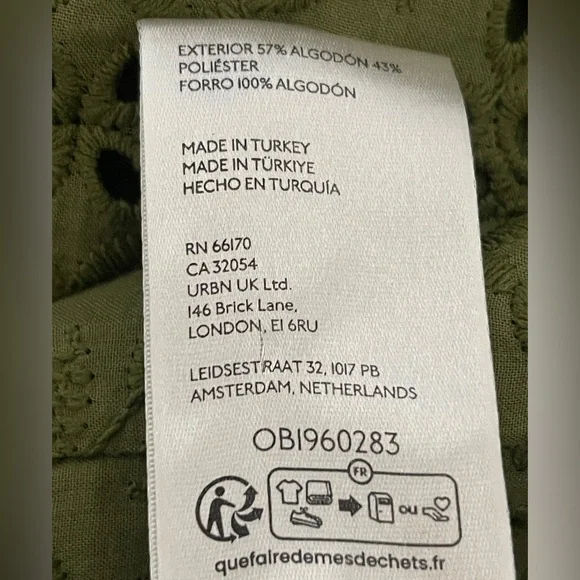 EXTERIOR 57% ALGODÓN 43%
POLIÉSTER
FORRO 100% ALGODÓN
MADE IN TURKEY
MADE IN TÜRKIYE
HECHO EN TURQUÍA
RN 66170
CA 32054
URBN UK Ltd.
146 Brick Lane,
LONDON, E1 6RU
LEIDSESTRAAT 32, 1017 PB
AMSTERDAM, NETHERLANDS
OB1960283
FR
ou
quefairedemesdechets.fr